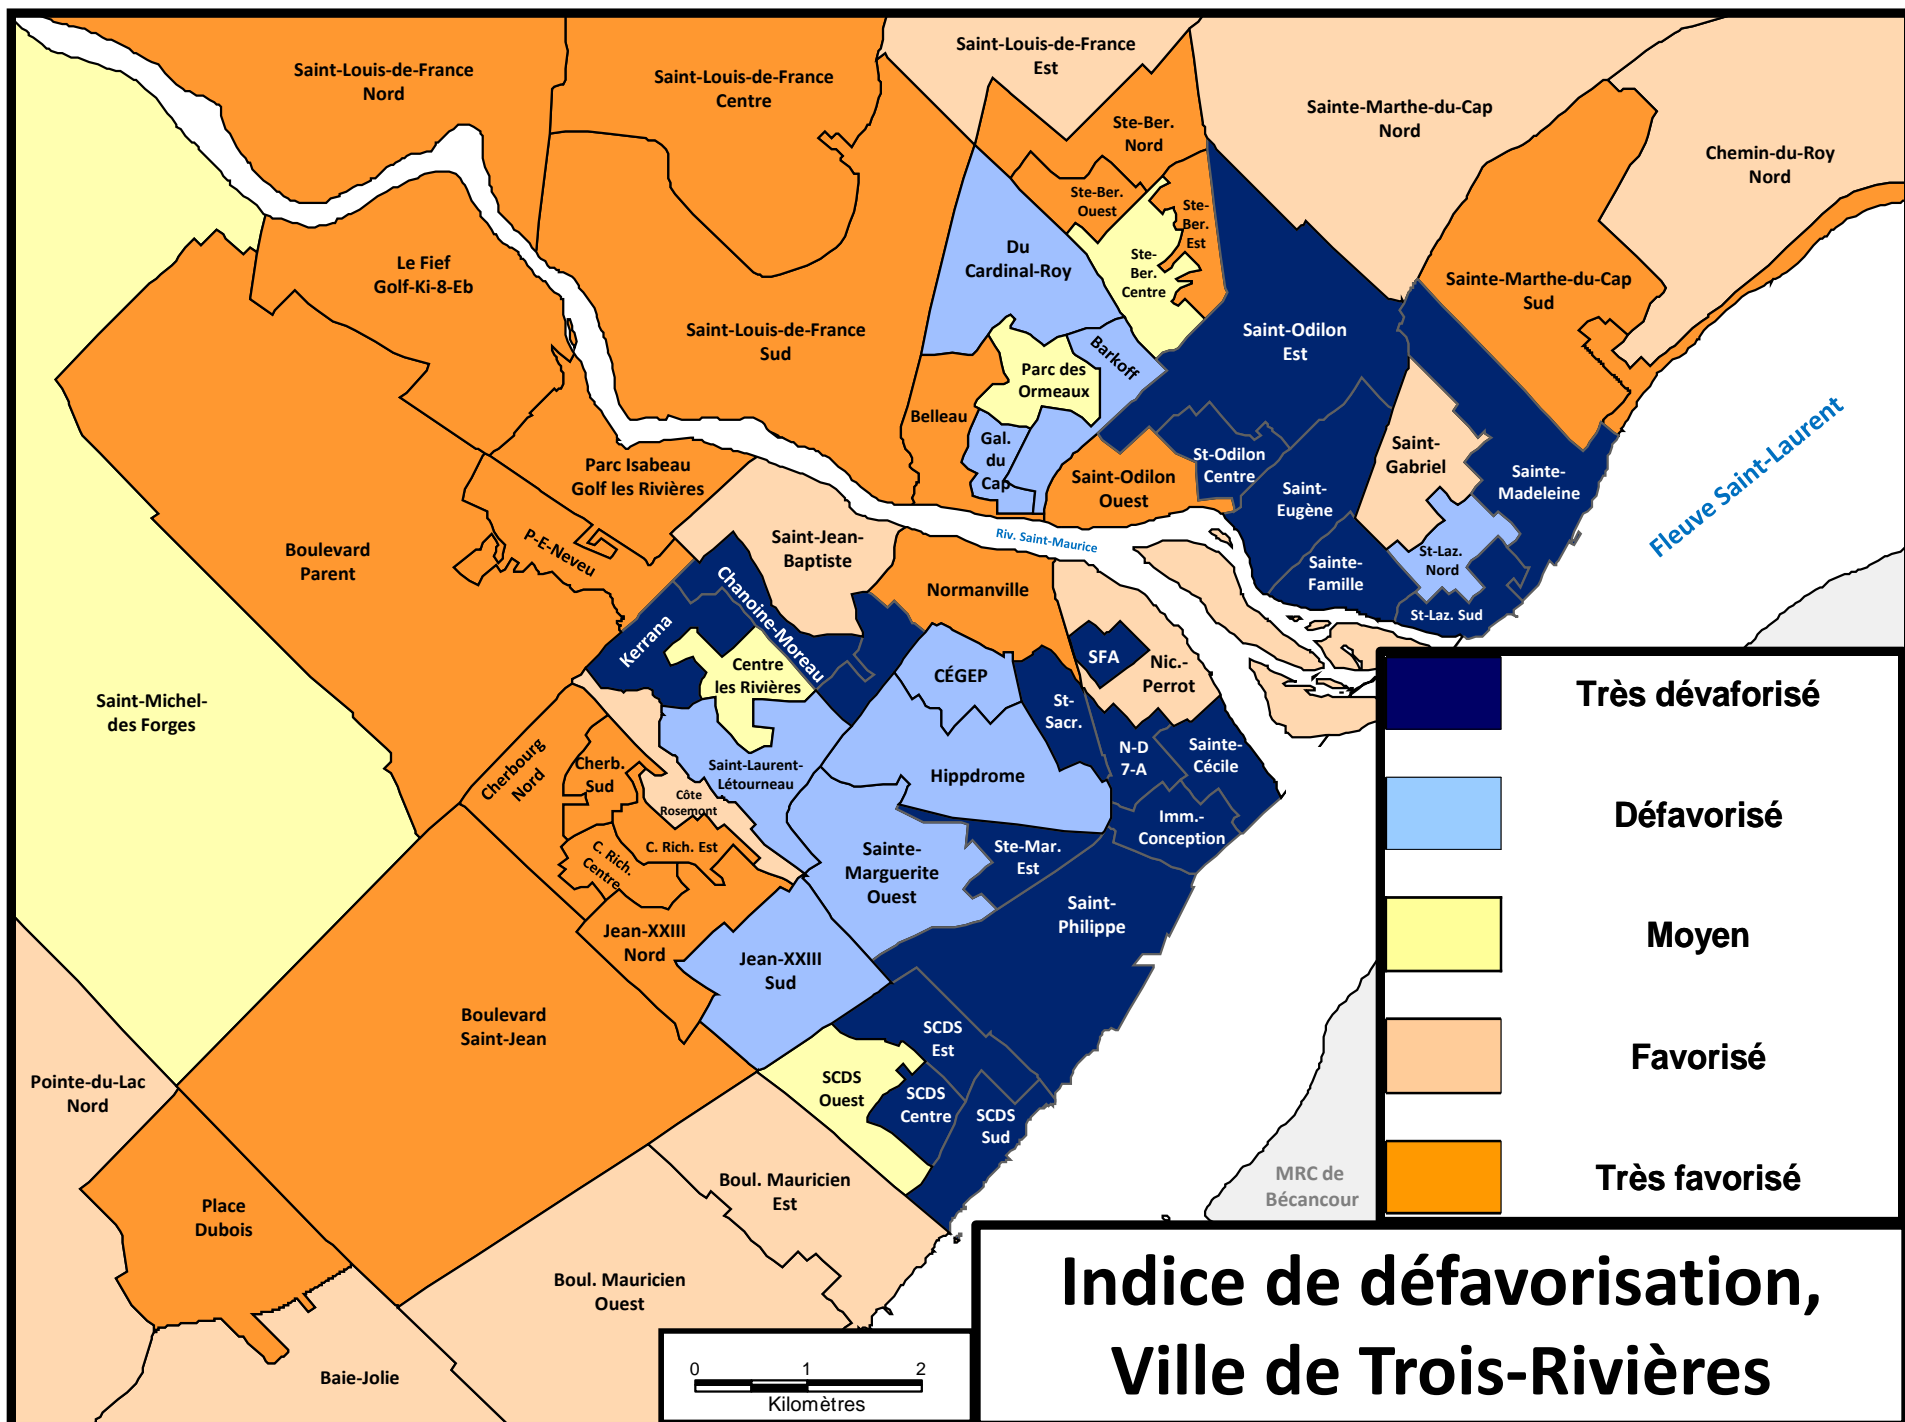 Saint-Louis-de-France
Nord
Saint-Louis-de-France
Centre
Saint-Louis-de-France
Est
Ste-Ber.
Nord
Sainte-Marthe-du-Cap
Nord
Chemin-du-Roy
Nord
Ste-Ber.
Ouest
Ste-
Ber.
Est
Ste-
Ber.
Centre
Du
Cardinal-Roy
Le Fief
Golf-Ki-8-Eb
Sainte-Marthe-du-Cap
Sud
Saint-Louis-de-France
Sud
Saint-Odilon
Est
Barkoff
Parc des
Ormeaux
Belleau
Gal.
du
Cap
Saint-Odilon
Ouest
St-Odilon
Centre
Saint-
Eugène
Saint-
Gabriel
Sainte-
Madeleine
Fleuve Saint-Laurent
Parc Isabeau
Golf les Rivières
P-E-Neveu
Boulevard
Parent
Saint-Jean-
Baptiste
Riv. Saint-Maurice
Sainte-
Famille
St-Laz.
Nord
St-Laz. Sud
Normanville
Chanoine-Moreau
Kerrana
Centre
les Rivières
CÉGEP
SFA
Nic.-
Perrot
Saint-Michel-
des Forges
St-
Sacr.
N-D
7-A
Sainte-
Cécile
Cherbourg
Nord
Cherb.
Sud
Saint-Laurent-
Létourneau
Hippdrome
Côte
Rosemont
Imm.-
Conception
C. Rich. Est
C. Rich.
Centre
Sainte-
Marguerite
Ouest
Ste-Mar.
Est
Saint-
Philippe
Jean-XXIII
Nord
Jean-XXIII
Sud
Boulevard
Saint-Jean
SCDS
Est
SCDS
Ouest
SCDS
Centre
SCDS
Sud
Pointe-du-Lac
Nord
Place
Dubois
Boul. Mauricien
Est
Boul. Mauricien
Ouest
Baie-Jolie
MRC de
Bécancour
Très dévaforisé
Défavorisé
Moyen
Favorisé
Très favorisé
0 1 2
Kilomètres
Indice de défavorisation,
Ville de Trois-Rivières